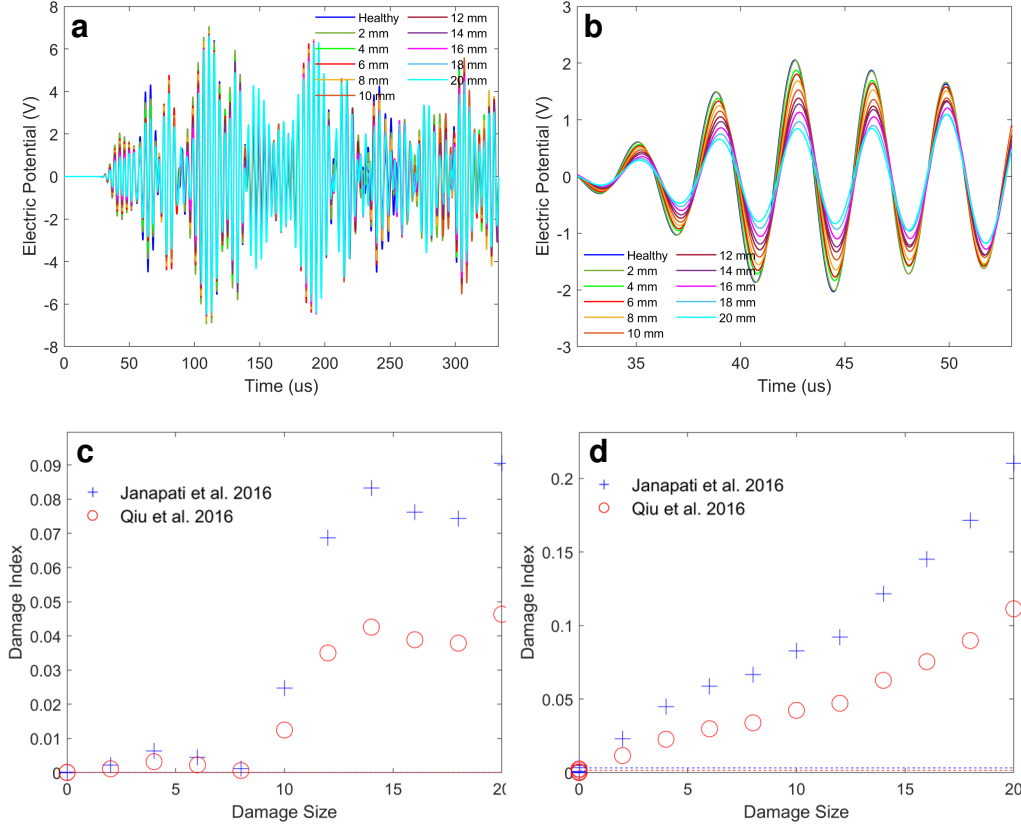 a
8
6
4
2
0
-2
-4
-6
-8
Electric Potential (V)
Healthy
2 mm
4 mm
6 mm
8 mm
10 mm
12 mm
14 mm
16 mm
18 mm
20 mm
0 50 100 150 200 250 300
Time (us)
b
3
2
1
0
-1
-2
-3
Electric Potential (V)
Healthy
2 mm
4 mm
6 mm
8 mm
10 mm
12 mm
14 mm
16 mm
18 mm
20 mm
35 40 45 50
Time (us)
c
0.09
0.08
0.07
0.06
0.05
0.04
0.03
0.02
0.01
0
Damage Index
Janapati et al. 2016
Qiu et al. 2016
0 5 10 15 20
Damage Size
d
0.2
0.15
0.1
0.05
0
Damage Index
Janapati et al. 2016
Qiu et al. 2016
0 5 10 15 20
Damage Size